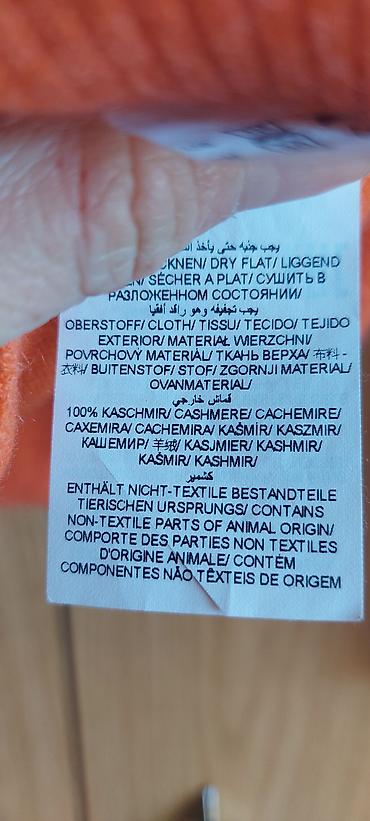 يجب جذبه حتى يأخذ
CKNEN/ DRY FLAT/ LIGGEND
EN/ SÉCHER A PLAT/ СУШИТЬ В
РАЗЛОЖЕННОМ СОСТОЯНИИ/
يجب تجفيفه وهو راقد أفقيا
OBERSTOFF/ CLOTH/ TISSU/ TECIDO/ TEJIDO
EXTERIOR/ MATERIAŁ WIERZCHNI/
POVRCHOVÝ MATERIÁL/ ТКАНЬ ВЕРХА/ 布料 -
衣料/ BUITENSTOF/ STOF/ ZGORNJI MATERIAL/
OVANMATERIAL/
قماش خارجي
100% KASCHMIR/ CASHMERE/ CACHEMIRE/
CAXEMIRA/ CACHEMIRA/ KAŠMÍR/ KASZMIR/
КАШЕМИР/ 羊绒/ KASJMIER/ KASHMIR/
KAŠMIR/ KASHMIR/
كشمير
ENTHÄLT NICHT-TEXTILE BESTANDTEILE
TIERISCHEN URSPRUNGS/ CONTAINS
NON-TEXTILE PARTS OF ANIMAL ORIGIN/
COMPORTE DES PARTIES NON TEXTILES
D'ORIGINE ANIMALE/ CONTÉM
COMPONENTES NÃO TÊXTEIS DE ORIGEM